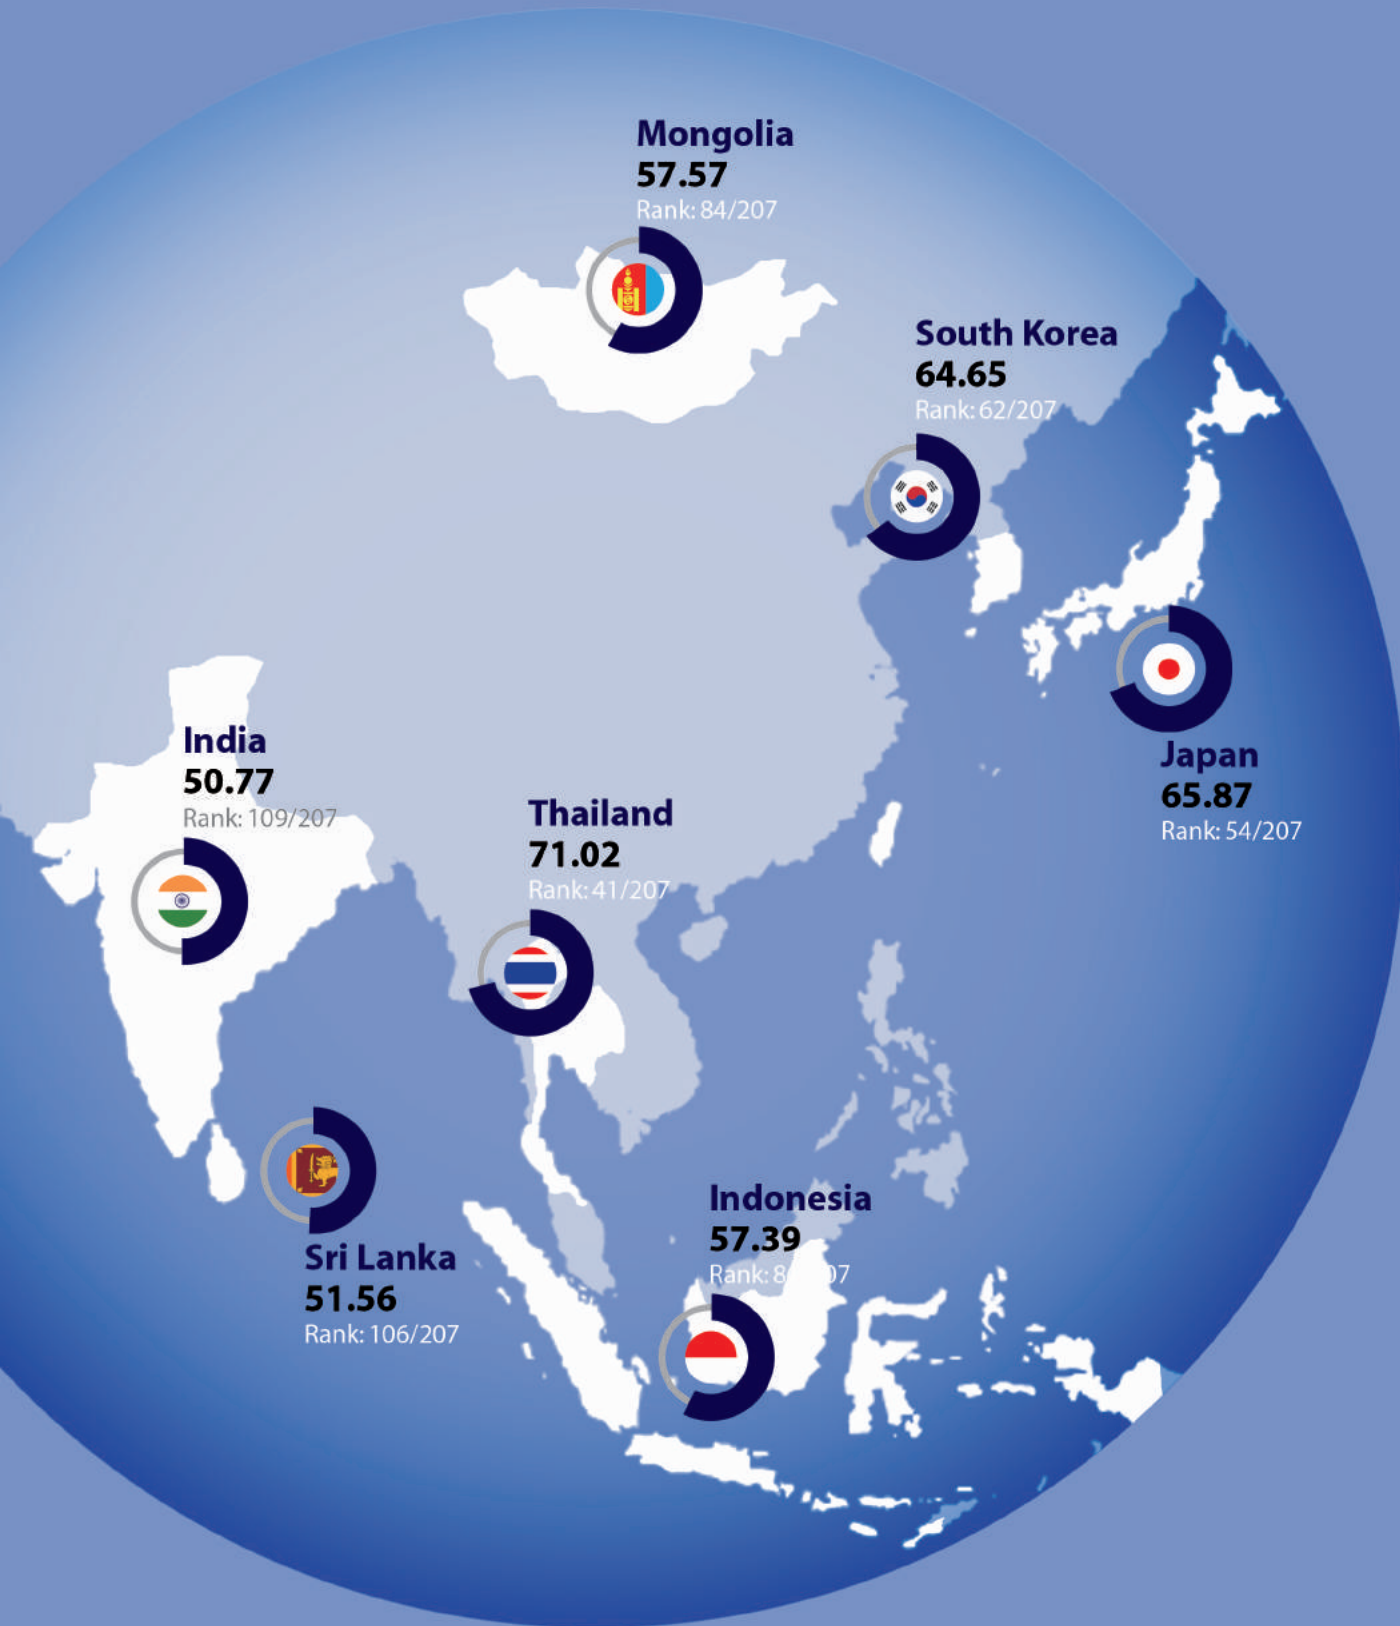 Mongolia
57.57
Rank: 84/207
South Korea
64.65
Rank: 62/207
Japan
65.87
Rank: 54/207
India
50.77
Rank: 109/207
Thailand
71.02
Rank: 41/207
Sri Lanka
51.56
Rank: 106/207
Indonesia
57.39
Rank: